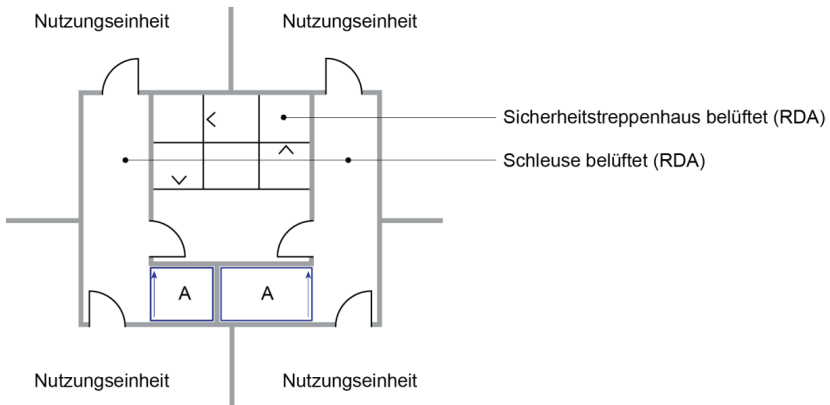 Nutzungseinheit
Nutzungseinheit
Sicherheitstreppenhaus belüftet (RDA)
Schleuse belüftet (RDA)
A
A
Nutzungseinheit
Nutzungseinheit